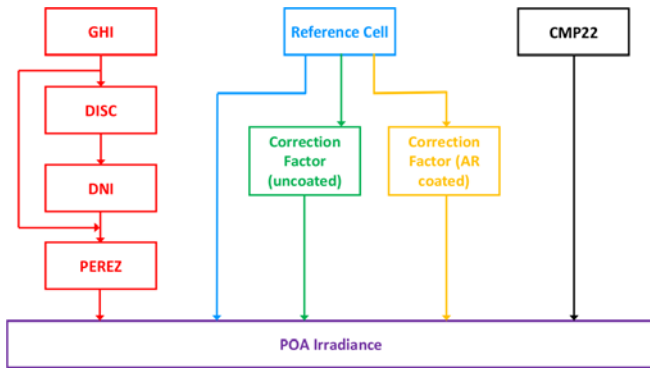 GHI
Reference Cell
CMP22
DISC
Correction
Factor
(uncoated)
Correction
Factor (AR
coated)
DNI
PEREZ
POA Irradiance